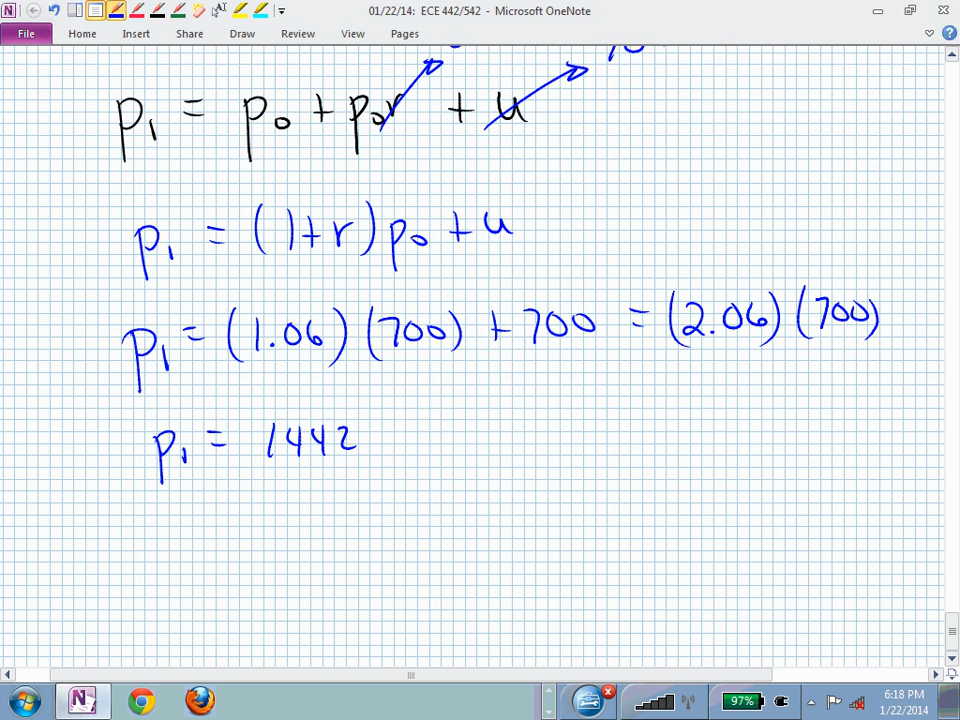 01/22/14: ECE 442/542 - Microsoft OneNote
File Home Insert Share Draw Review View Pages
p₁ = p₀ + p₀r + u
p₁ = (1+r)p₀ + u
p₁ = (1.06)(700) + 700 = (2.06)(700)
p₁ = 1442
97%
6:18 PM
1/22/2014